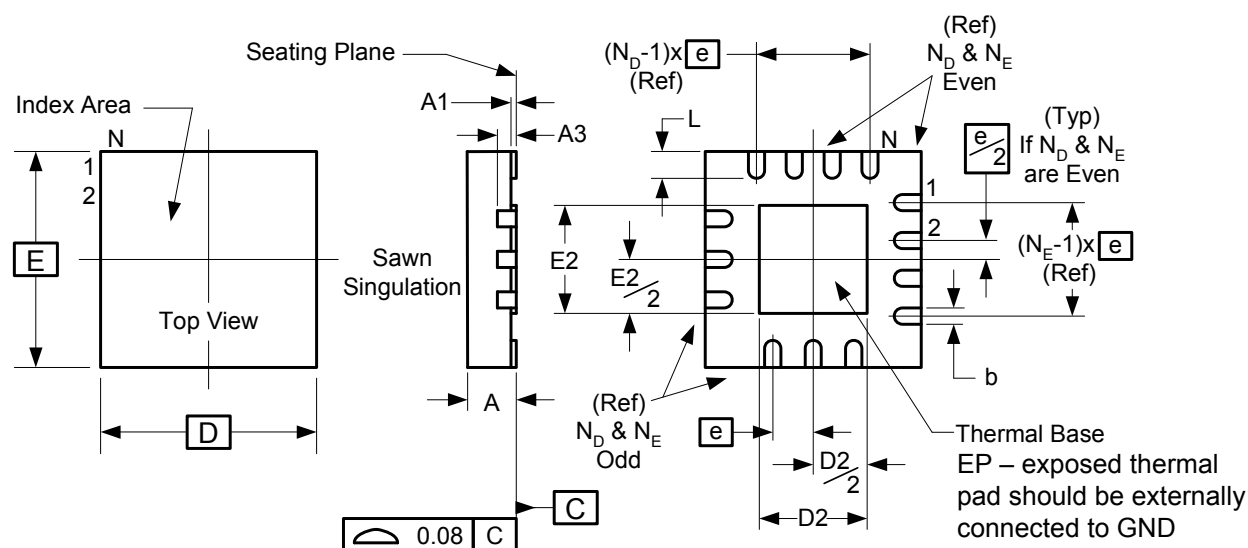 Seating Plane
Index Area
N
1
2
E
Top View
D
A1
A3
Sawn
Singulation
A
C
0.08 C
(N_D-1)x e
(Ref)
(Ref)
N_D & N_E
Even
L
N
(Typ)
e/2 If N_D & N_E
are Even
1
2
(N_E-1)x e
(Ref)
E2
E2/2
b
(Ref)
N_D & N_E
Odd
e
D2/2
D2
Thermal Base
EP – exposed thermal
pad should be externally
connected to GND